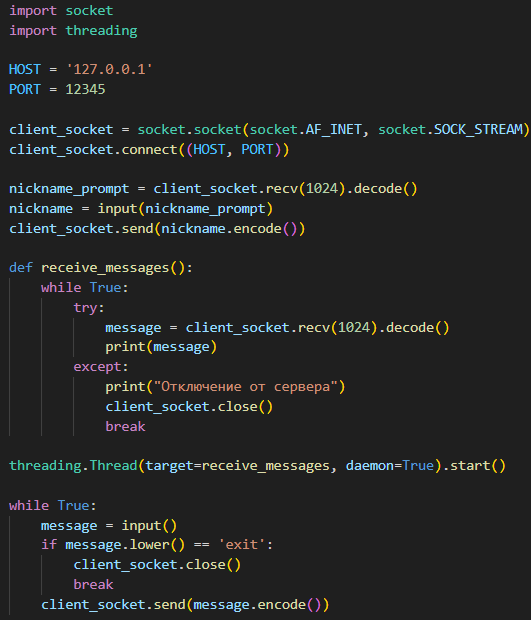 import socket
import threading

HOST = '127.0.0.1'
PORT = 12345

client_socket = socket.socket(socket.AF_INET, socket.SOCK_STREAM)
client_socket.connect((HOST, PORT))

nickname_prompt = client_socket.recv(1024).decode()
nickname = input(nickname_prompt)
client_socket.send(nickname.encode())

def receive_messages():
    while True:
        try:
            message = client_socket.recv(1024).decode()
            print(message)
        except:
            print("Отключение от сервера")
            client_socket.close()
            break

threading.Thread(target=receive_messages, daemon=True).start()

while True:
    message = input()
    if message.lower() == 'exit':
        client_socket.close()
        break
    client_socket.send(message.encode())